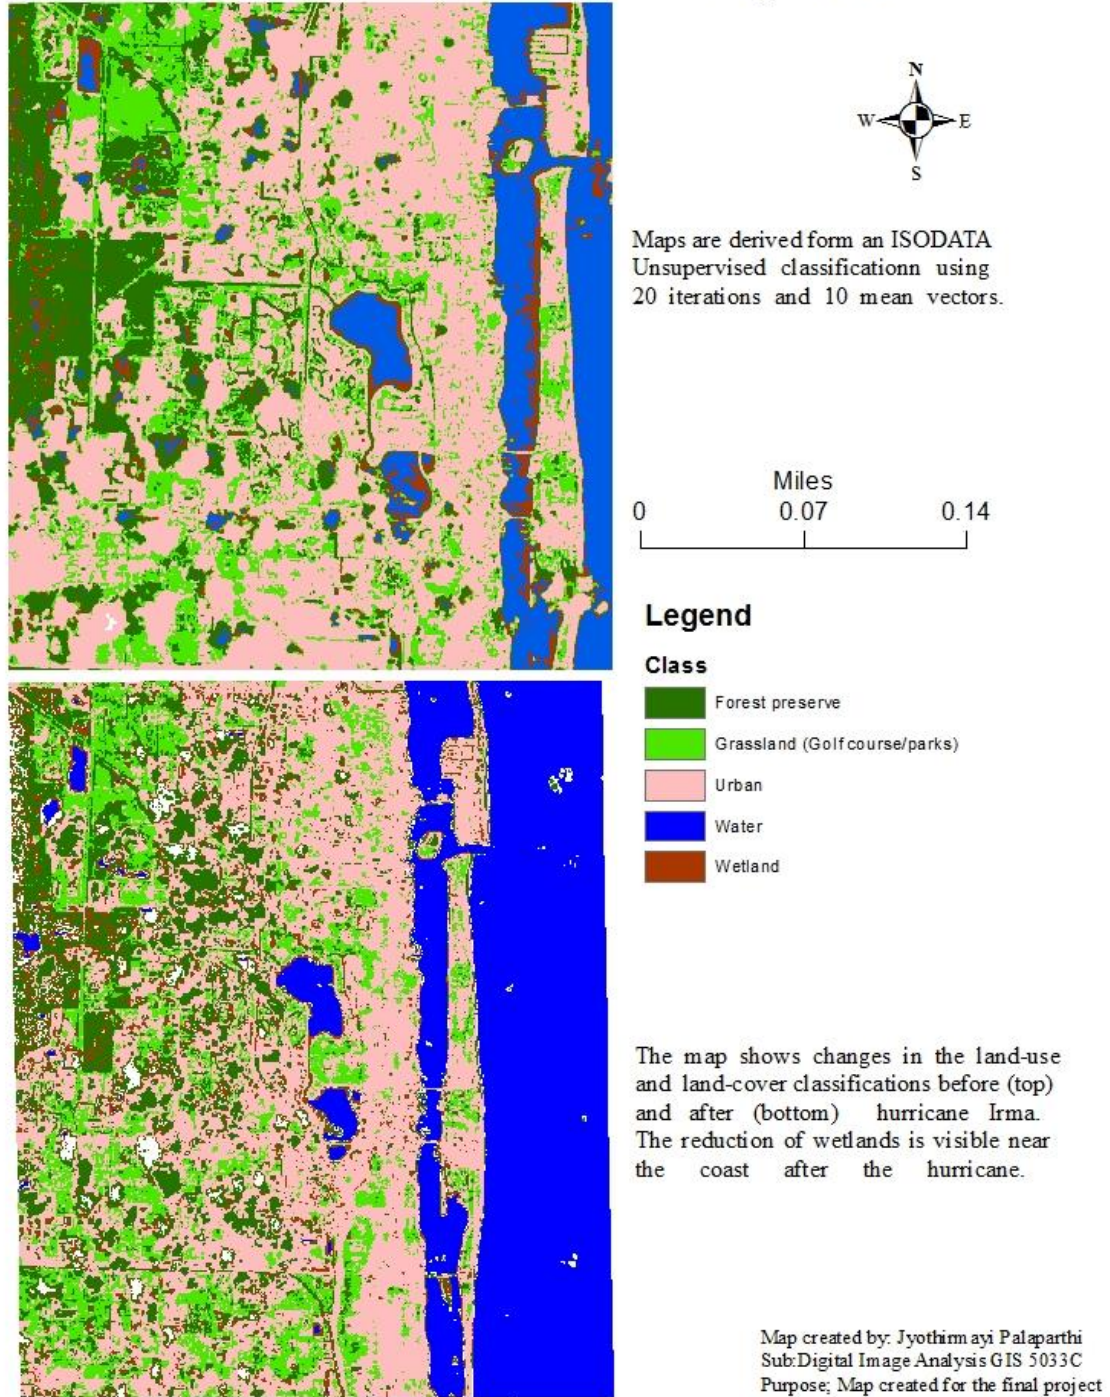 N
W E
S
Maps are derived form an ISODATA
Unsupervised classificationn using
20 iterations and 10 mean vectors.
Miles
0 0.07 0.14
Legend
Class
Forest preserve
Grassland (Golf course/parks)
Urban
Water
Wetland
The map shows changes in the land-use
and land-cover classifications before (top)
and after (bottom) hurricane Irma.
The reduction of wetlands is visible near
the coast after the hurricane.
Map created by: Jyothirmayi Palaparthi
Sub:Digital Image Analysis GIS 5033C
Purpose; Map created for the final project